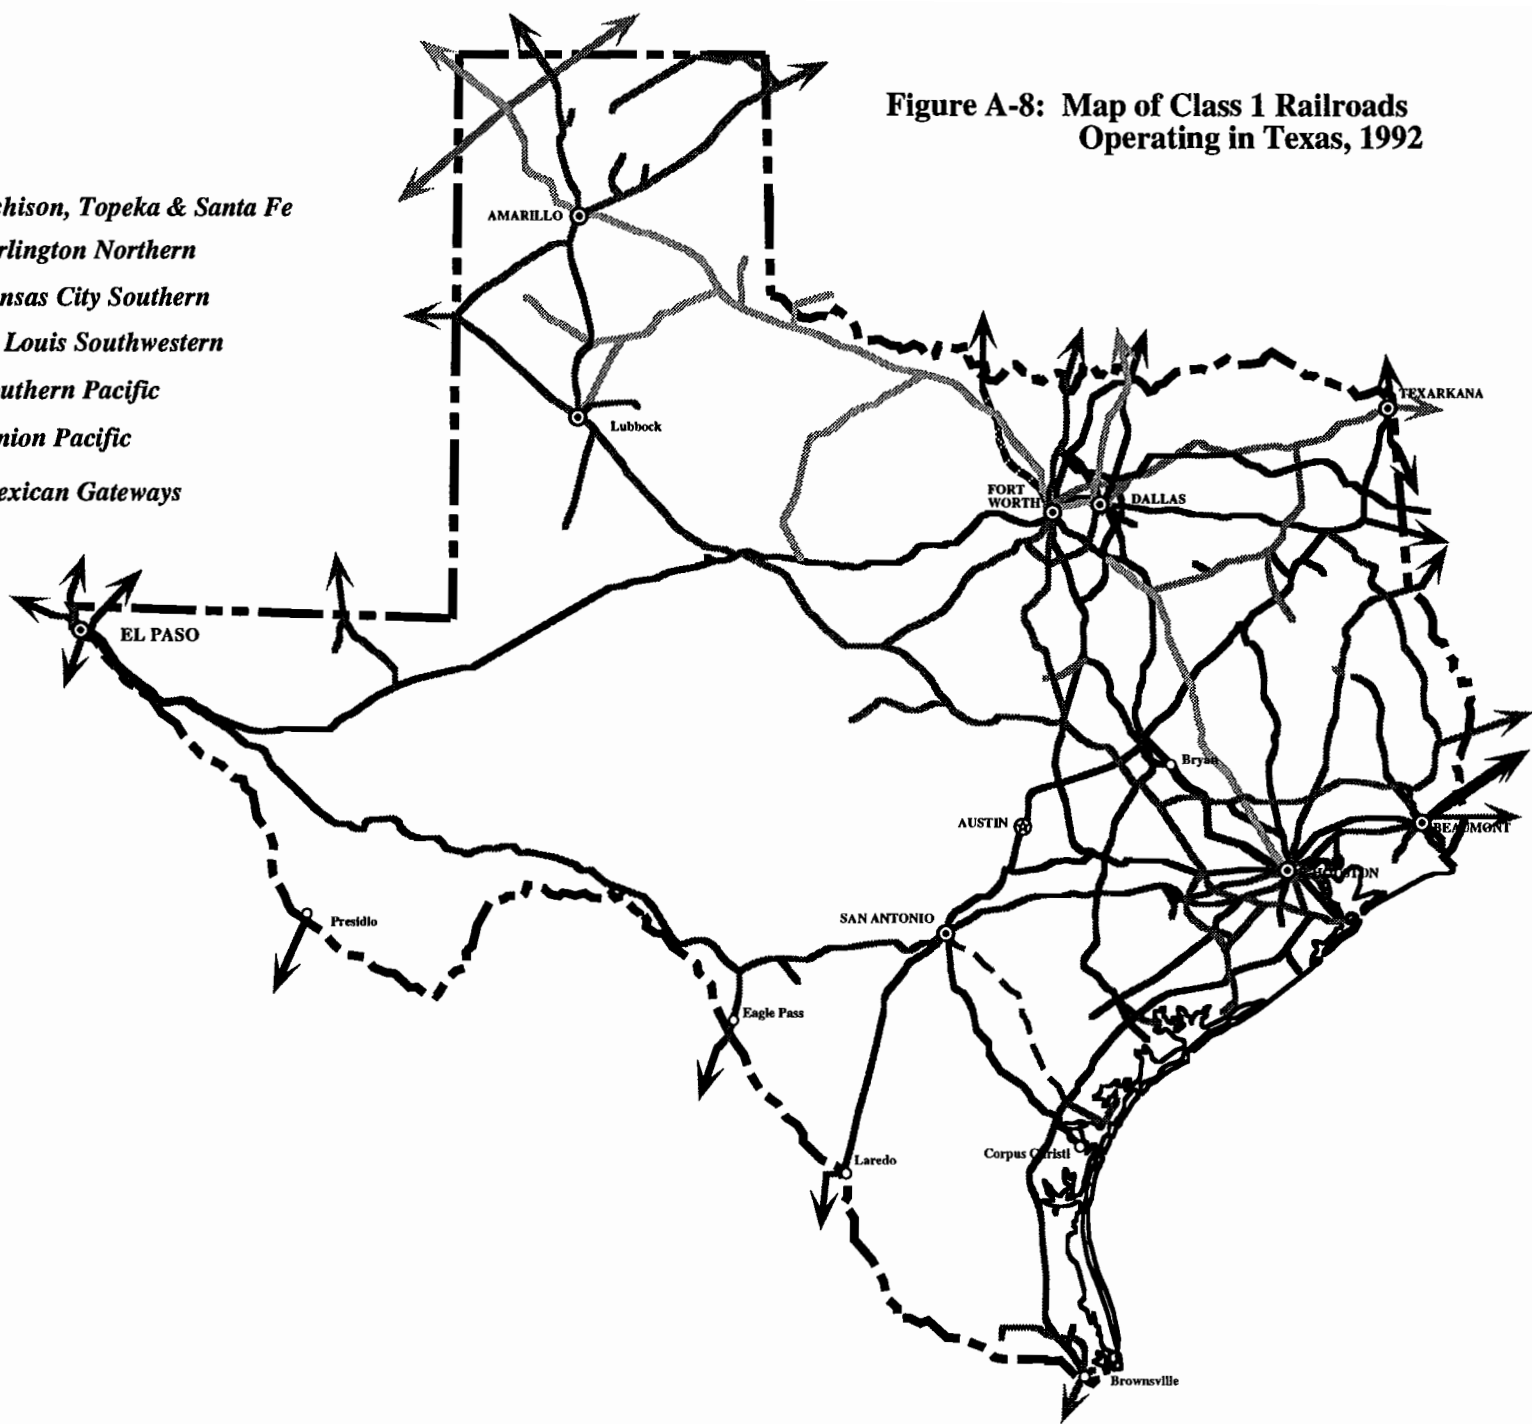 Figure A-8: Map of Class 1 Railroads
Operating in Texas, 1992
hison, Topeka & Santa Fe
rlington Northern
nsas City Southern
Louis Southwestern
uthern Pacific
nion Pacific
exican Gateways
AMARILLO
Lubbock
TEXARKANA
FORT
WORTH
DALLAS
EL PASO
Bryan
AUSTIN
BEAUMONT
HOUSTON
SAN ANTONIO
Presidio
Eagle Pass
Laredo
Corpus Christi
Brownsville